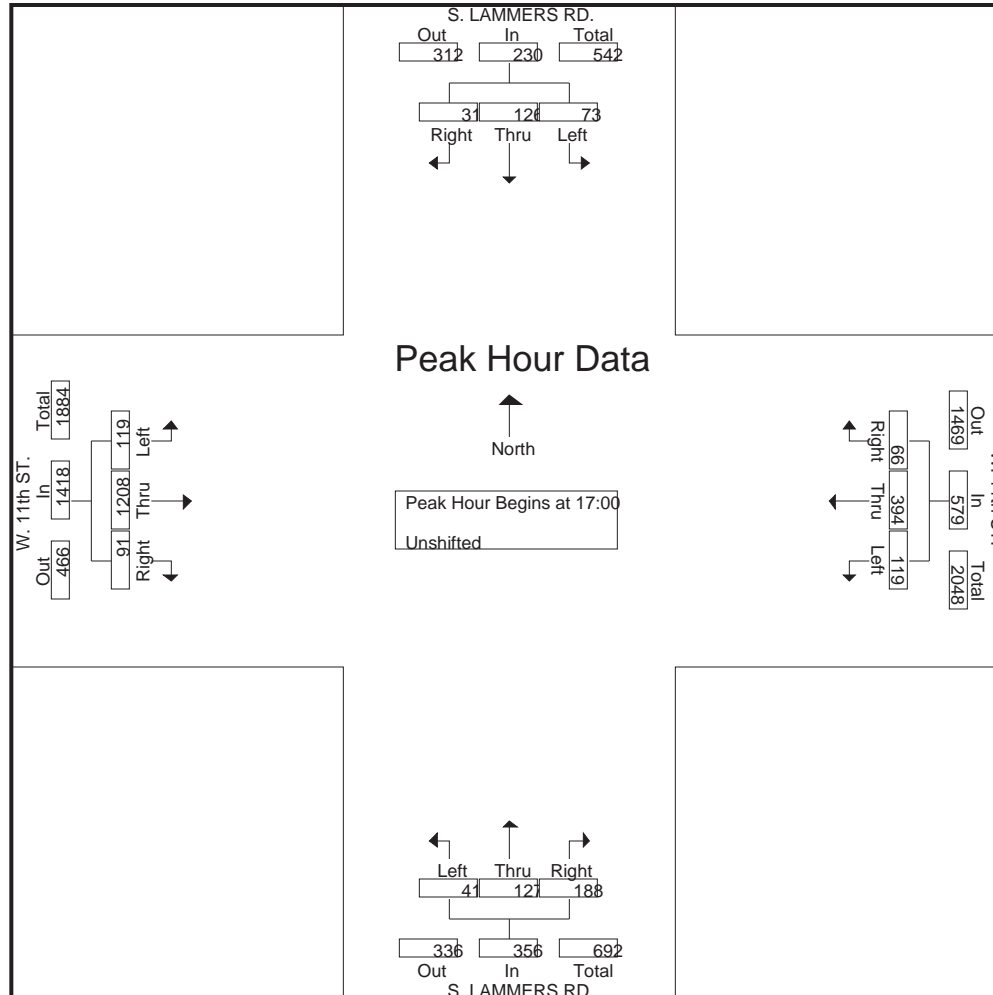 S. LAMMERS RD.
Out In Total
312 230 542
31 126 73
Right Thru Left
Peak Hour Data
North
Peak Hour Begins at 17:00
Unshifted
W. 11th ST.
Total In Out
1884 1418 466
119 1208 91
Left Thru Right
Right Thru Left
66 394 119
1469 579 2048
Out In Total
Left Thru Right
41 127 188
336 356 692
Out In Total
S. LAMMERS RD.